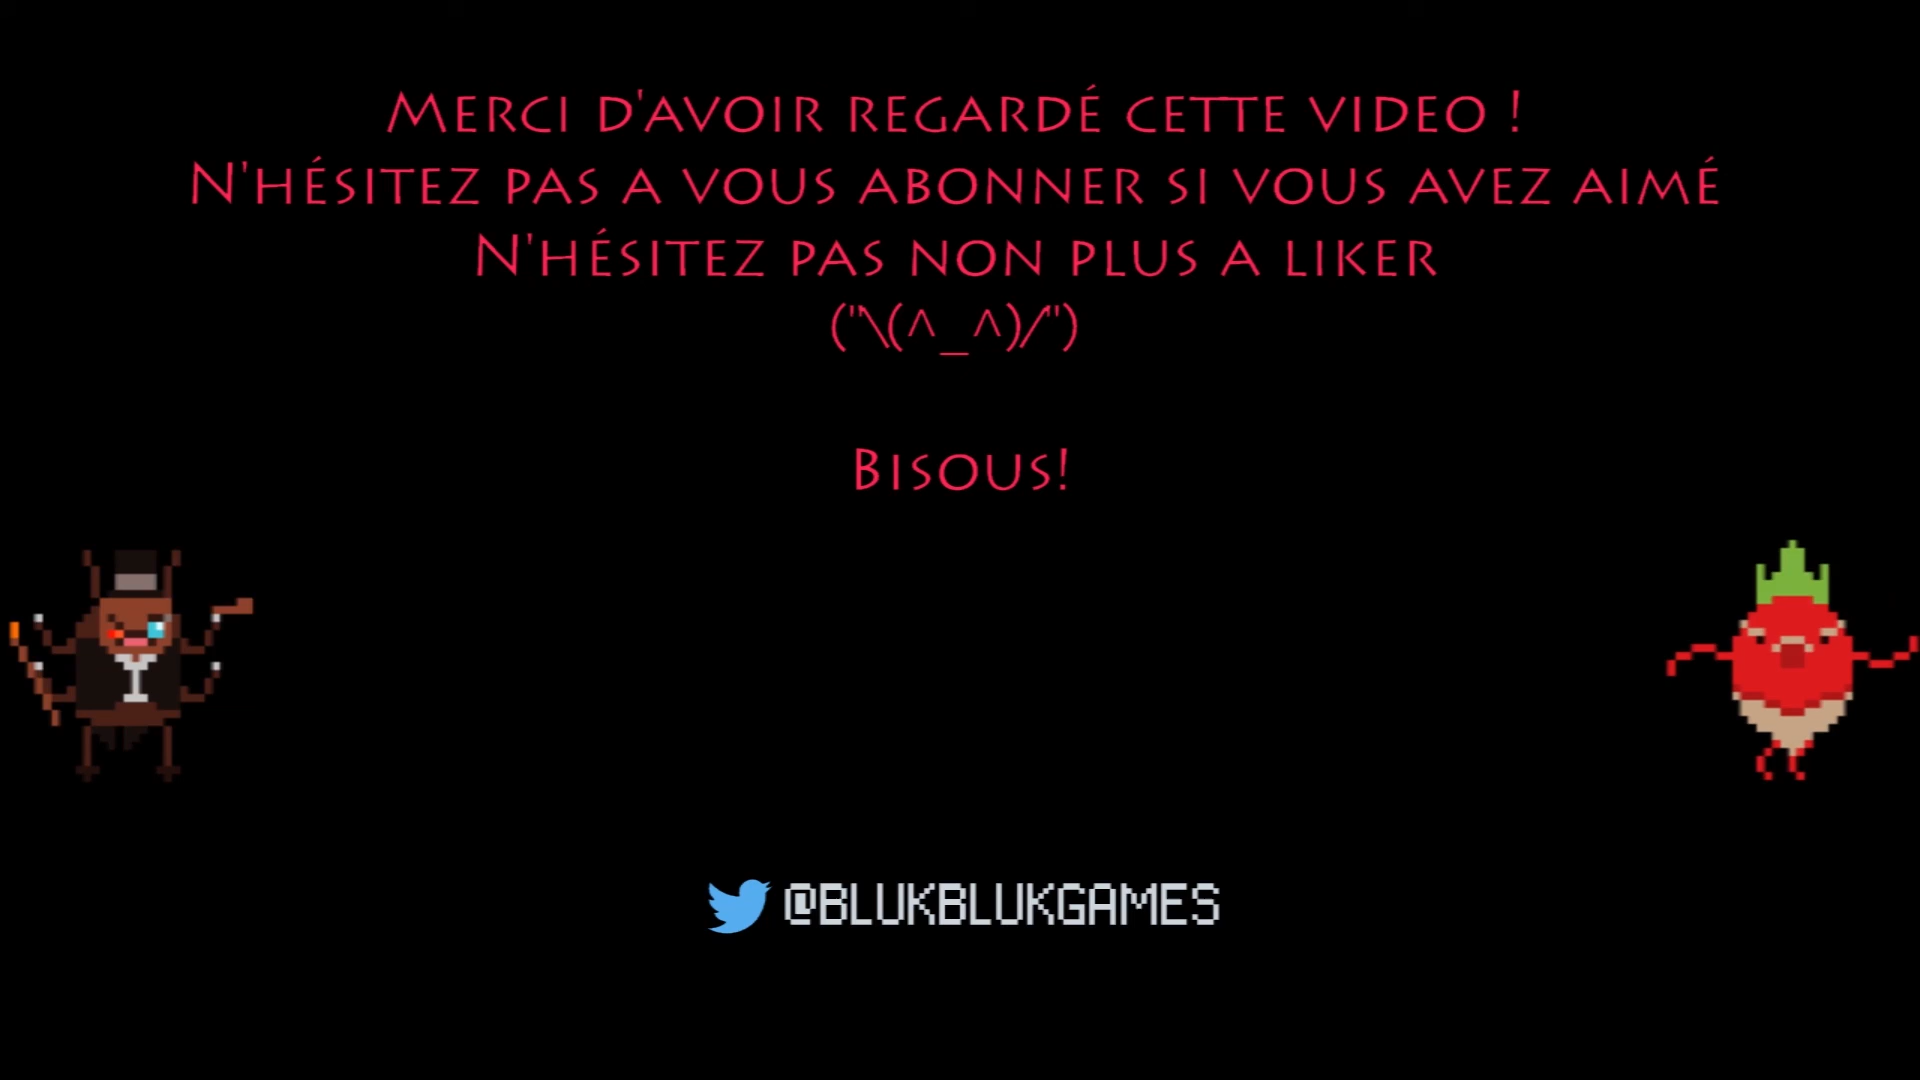 Merci d'avoir regardé cette video !
N'hésitez pas a vous abonner si vous avez aimé
N'hésitez pas non plus a liker
("\(^_^)/")
Bisous!
@BLUKBLUKGAMES